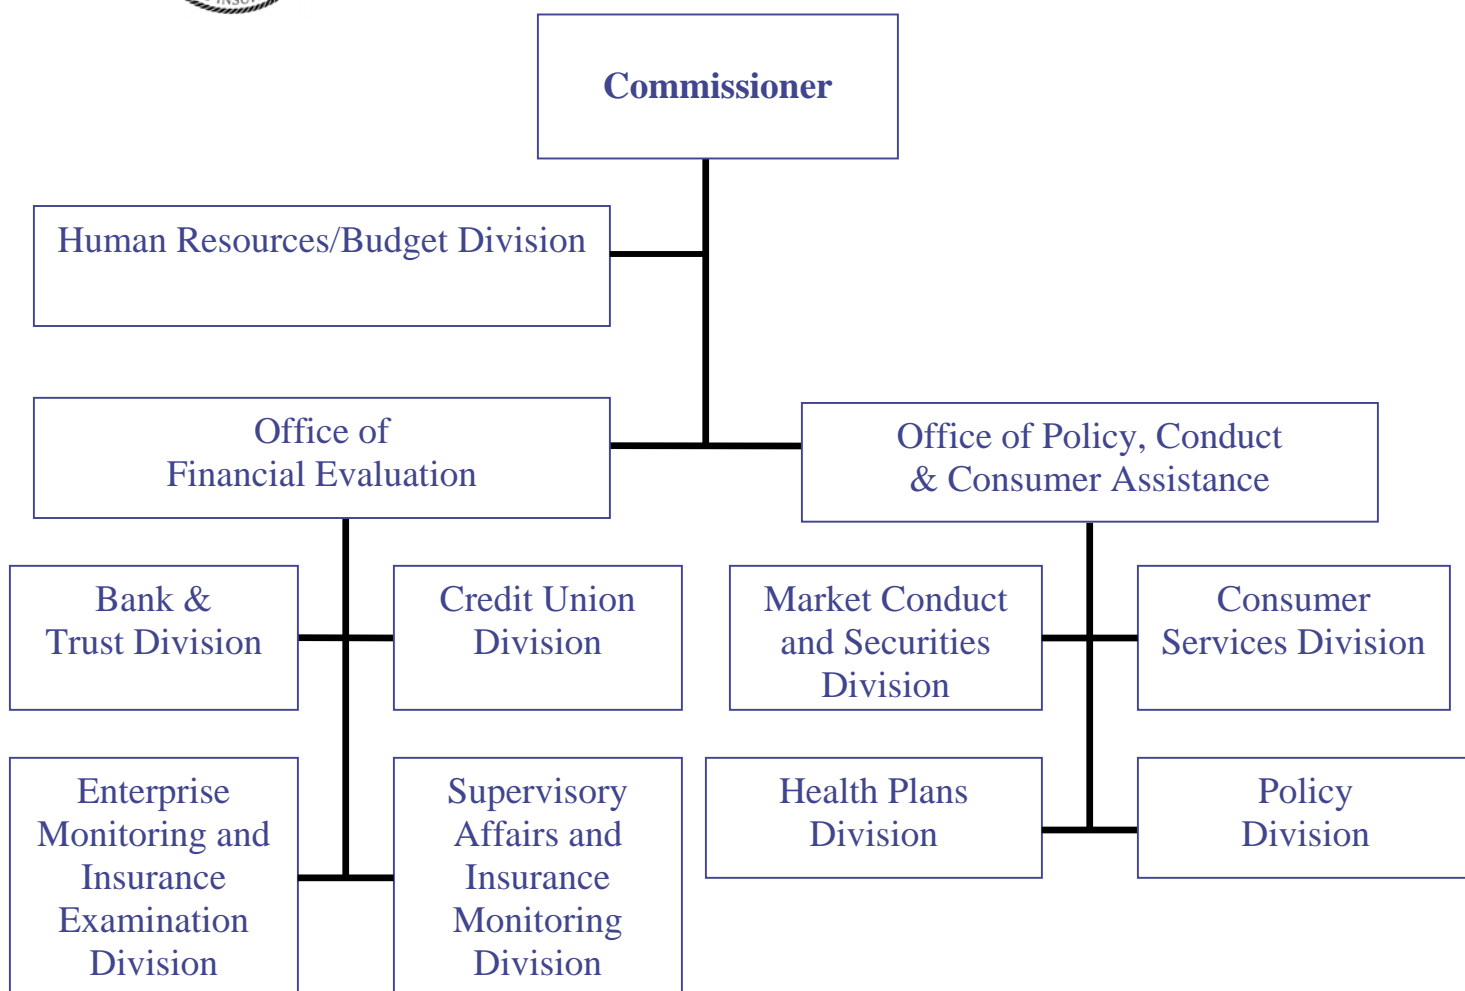 Commissioner
Human Resources/Budget Division
Office of
Financial Evaluation
Office of Policy, Conduct
& Consumer Assistance
Bank &
Trust Division
Credit Union
Division
Market Conduct
and Securities
Division
Consumer
Services Division
Enterprise
Monitoring and
Insurance
Examination
Division
Supervisory
Affairs and
Insurance
Monitoring
Division
Health Plans
Division
Policy
Division